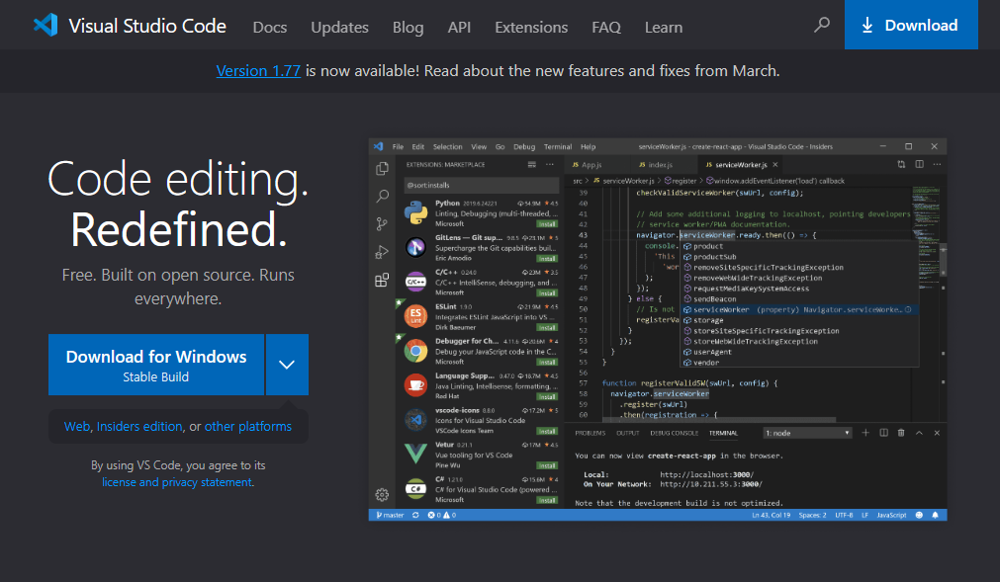 Visual Studio Code Docs Updates Blog API Extensions FAQ Learn Download
Version 1.77 is now available! Read about the new features and fixes from March.
Code editing.
Redefined.
Free. Built on open source. Runs
everywhere.
Download for Windows
Stable Build
Web, Insiders edition, or other platforms
By using VS Code, you agree to its
license and privacy statement.
File Edit Selection View Go Debug Terminal Help serviceWorker.js - create-react-app - Visual Studio Code - Insiders
EXTENSIONS: MARKETPLACE
@sort:installs
Python 2019.6.22421 54.9M 4.5
Linting, Debugging (multi-threaded, ...
Microsoft Install
GitLens — Git sup... 9.8.5 23.1M 5
Supercharge the Git capabilities buil...
Eric Amodio Install
C/C++ 0.24.0 23M 3.5
C/C++ IntelliSense, debugging, and ...
Microsoft Install
ESLint 1.9.0 21.9M 4.5
Integrates ESLint JavaScript into VS ...
Dirk Baeumer Install
Debugger for Ch... 4.11.6 20.6M 4
Debug your JavaScript code in the C...
Microsoft Install
Language Supp... 0.47.0 18.7M 4.5
Java Linting, Intellisense, formatting, ...
Red Hat Install
vscode-icons 8.8.0 17.2M 5
Icons for Visual Studio Code
VSCode Icons Team Install
Vetur 0.21.1 17M 4.5
Vue tooling for VS Code
Pine Wu Install
C# 1.21.0 15.6M 4
C# for Visual Studio Code (powered ...
Microsoft Install
JS App.js JS index.js JS serviceWorker.js
src > JS serviceWorker.js > register > window.addEventListener('load') callback
39 checkValidServiceWorker(swUrl, config);
40
41 // Add some additional logging to localhost, pointing developers
42 // service worker/PWA documentation.
43 navigator.serviceWorker.ready.then(() => {
44 console.
45 'This
46 'wor
47 );
48 });
49 } else {
50 // Is not
51 registerVa
52 }
53 });
54 }
55 }
56
57 function registerValidSW(swUrl, config) {
58 navigator.serviceWorker
59 .register(swUrl)
60 .then(registration => {
product
productSub
removeSiteSpecificTrackingException
removeWebWideTrackingException
requestMediaKeySystemAccess
sendBeacon
serviceWorker (property) Navigator.serviceWorke...
storage
storeSiteSpecificTrackingException
storeWebWideTrackingException
userAgent
vendor
PROBLEMS OUTPUT DEBUG CONSOLE TERMINAL 1: node
You can now view create-react-app in the browser.
Local: http://localhost:3000/
On Your Network: http://10.211.55.3:3000/
Note that the development build is not optimized.
master 0 0 Ln 43, Col 19 Spaces: 2 UTF-8 LF JavaScript